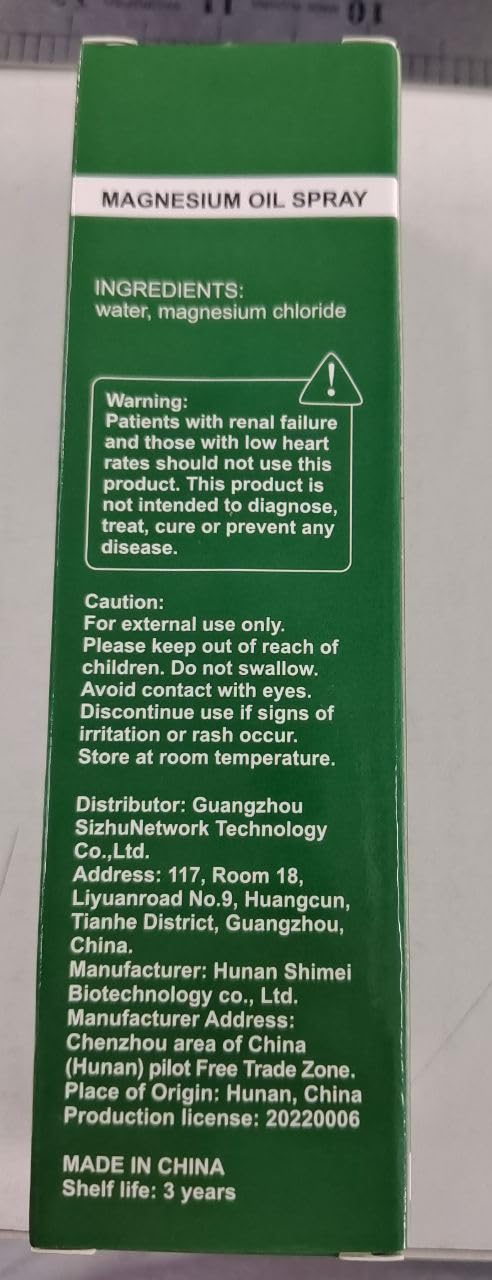 MAGNESIUM OIL SPRAY
INGREDIENTS:
water, magnesium chloride
Warning:
Patients with renal failure
and those with low heart
rates should not use this
product. This product is
not intended to diagnose,
treat, cure or prevent any
disease.
Caution:
For external use only.
Please keep out of reach of
children. Do not swallow.
Avoid contact with eyes.
Discontinue use if signs of
irritation or rash occur.
Store at room temperature.
Distributor: Guangzhou
SizhuNetwork Technology
Co.,Ltd.
Address: 117, Room 18,
Liyuanroad No.9, Huangcun,
Tianhe District, Guangzhou,
China.
Manufacturer: Hunan Shimei
Biotechnology co., Ltd.
Manufacturer Address:
Chenzhou area of China
(Hunan) pilot Free Trade Zone.
Place of Origin: Hunan, China
Production license: 20220006
MADE IN CHINA
Shelf life: 3 years